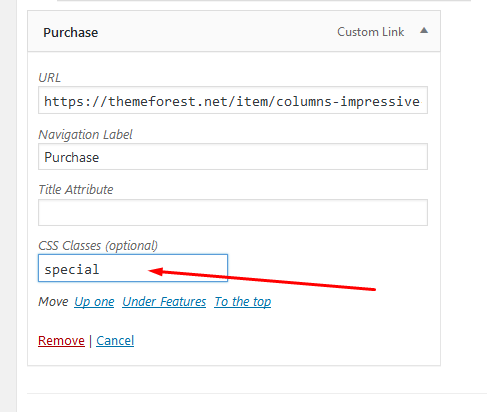 Purchase Custom Link
URL
https://themeforest.net/item/columns-impressive
Navigation Label
Purchase
Title Attribute
CSS Classes (optional)
special
Move Up one Under Features To the top
Remove | Cancel